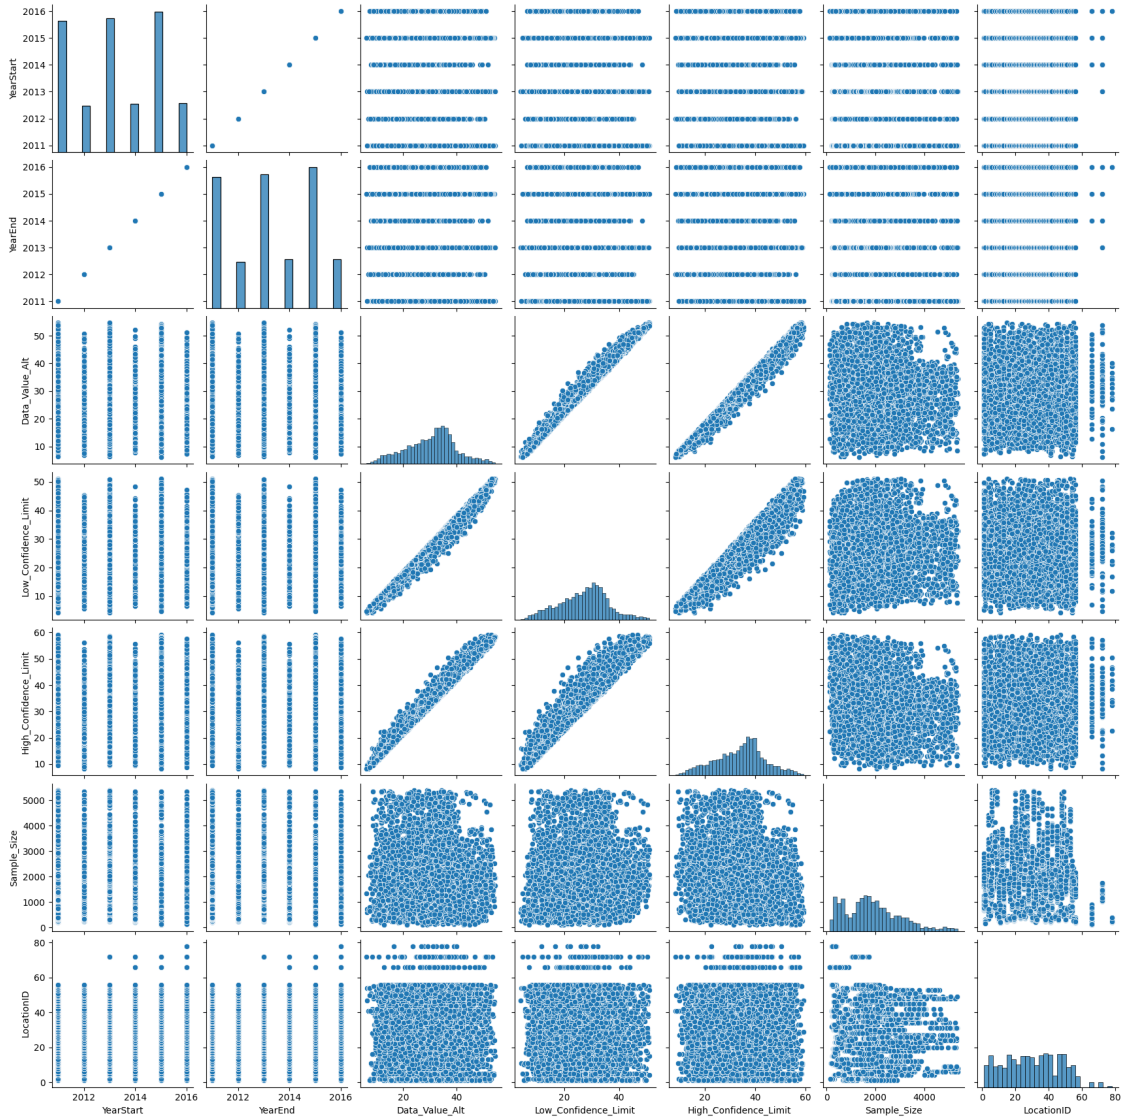 2016
2015
2014
2013
2012
2011
YearStart
2016
2015
2014
2013
2012
2011
YearEnd
50
40
30
20
10
Data_Value_Alt
50
40
30
20
10
Low_Confidence_Limit
60
50
40
30
20
10
High_Confidence_Limit
5000
4000
3000
2000
1000
0
Sample_Size
80
60
40
20
0
LocationID
2012 2014 2016
YearStart
2012 2014 2016
YearEnd
20 40
Data_Value_Alt
20 40
Low_Confidence_Limit
20 40 60
High_Confidence_Limit
0 2000 4000
Sample_Size
0 20 40 60 80
LocationID